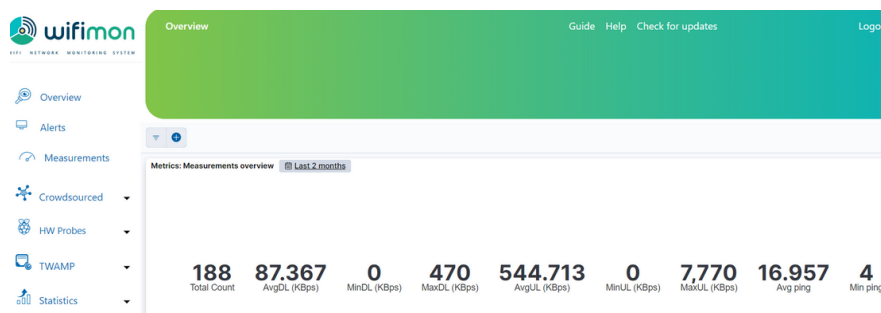 wifimon
WIFI NETWORK MONITORING SYSTEM
Overview
Guide Help Check for updates
Logo
Overview
Alerts
Measurements
Crowdsourced
HW Probes
TWAMP
Statistics
Metrics: Measurements overview Last 2 months
188 87.367 0 470 544.713 0 7,770 16.957 4
Total Count AvgDL (KBps) MinDL (KBps) MaxDL (KBps) AvgUL (KBps) MinUL (KBps) MaxUL (KBps) Avg ping Min ping